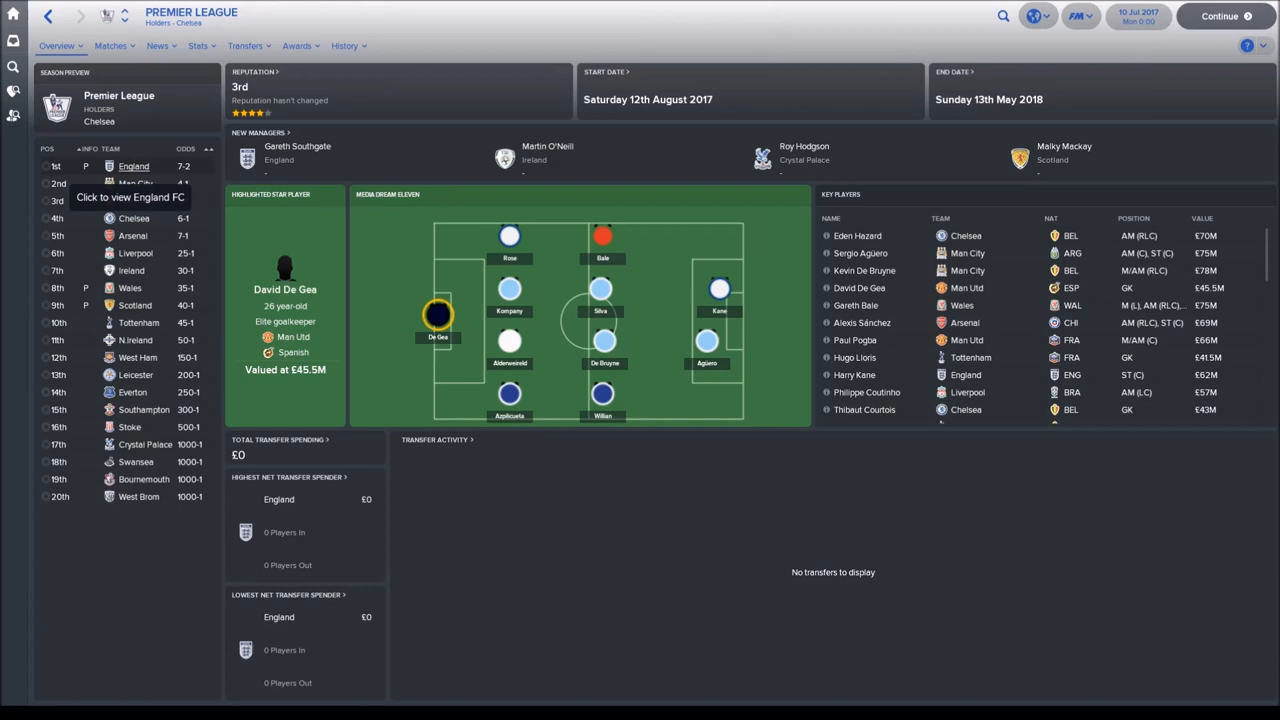 PREMIER LEAGUE
Holders - Chelsea
FM
10 Jul 2017
Mon 0:00
Continue
Overview
Matches
News
Stats
Transfers
Awards
History
?
SEASON PREVIEW
Premier League
HOLDERS
Chelsea
REPUTATION >
3rd
Reputation hasn't changed
START DATE >
Saturday 12th August 2017
END DATE >
Sunday 13th May 2018
NEW MANAGERS >
Gareth Southgate
England
-
Martin O'Neill
Ireland
-
Roy Hodgson
Crystal Palace
-
Malky Mackay
Scotland
-
POS INFO TEAM ODDS
1st P England 7-2
2nd Man City 4-1
3rd
Click to view England FC
4th Chelsea 6-1
5th Arsenal 7-1
6th Liverpool 25-1
7th Ireland 30-1
8th P Wales 35-1
9th P Scotland 40-1
10th Tottenham 45-1
11th N.Ireland 50-1
12th West Ham 150-1
13th Leicester 200-1
14th Everton 250-1
15th Southampton 300-1
16th Stoke 500-1
17th Crystal Palace 1000-1
18th Swansea 1000-1
19th Bournemouth 1000-1
20th West Brom 1000-1
HIGHLIGHTED STAR PLAYER
David De Gea
26 year-old
Elite goalkeeper
Man Utd
Spanish
Valued at £45.5M
MEDIA DREAM ELEVEN
Rose
Bale
Kompany
Silva
Kane
De Gea
Alderweireld
De Bruyne
Agüero
Azpilicueta
Willian
KEY PLAYERS
NAME TEAM NAT POSITION VALUE
Eden Hazard Chelsea BEL AM (RLC) £70M
Sergio Agüero Man City ARG AM (C), ST (C) £75M
Kevin De Bruyne Man City BEL M/AM (RLC) £78M
David De Gea Man Utd ESP GK £45.5M
Gareth Bale Wales WAL M (L), AM (RLC),... £75M
Alexis Sánchez Arsenal CHI AM (RL), ST (C) £69M
Paul Pogba Man Utd FRA M/AM (C) £66M
Hugo Lloris Tottenham FRA GK £41.5M
Harry Kane England ENG ST (C) £62M
Philippe Coutinho Liverpool BRA AM (LC) £57M
Thibaut Courtois Chelsea BEL GK £43M
TOTAL TRANSFER SPENDING >
£0
HIGHEST NET TRANSFER SPENDER >
England £0
0 Players In
0 Players Out
LOWEST NET TRANSFER SPENDER >
England £0
0 Players In
0 Players Out
TRANSFER ACTIVITY >
No transfers to display